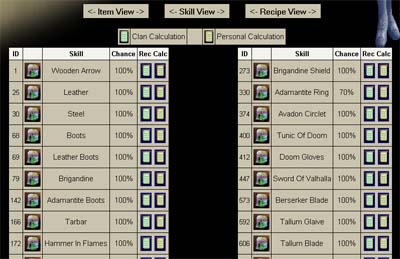 <- Item View -> <- Skill View -> <- Recipe View ->
Clan Calculation Personal Calculation
ID Skill Chance Rec Calc
1 Wooden Arrow 100%
25 Leather 100%
30 Steel 100%
68 Boots 100%
69 Leather Boots 100%
79 Brigandine 100%
142 Adamantite Boots 100%
166 Tarbar 100%
172 Hammer In Flames 100%
ID Skill Chance Rec Calc
273 Brigandine Shield 100%
330 Adamantite Ring 70%
374 Avadon Circlet 100%
400 Tunic Of Doom 100%
412 Doom Gloves 100%
447 Sword Of Valhalla 100%
573 Berserker Blade 100%
592 Tallum Glaive 100%
606 Tallum Blade 100%